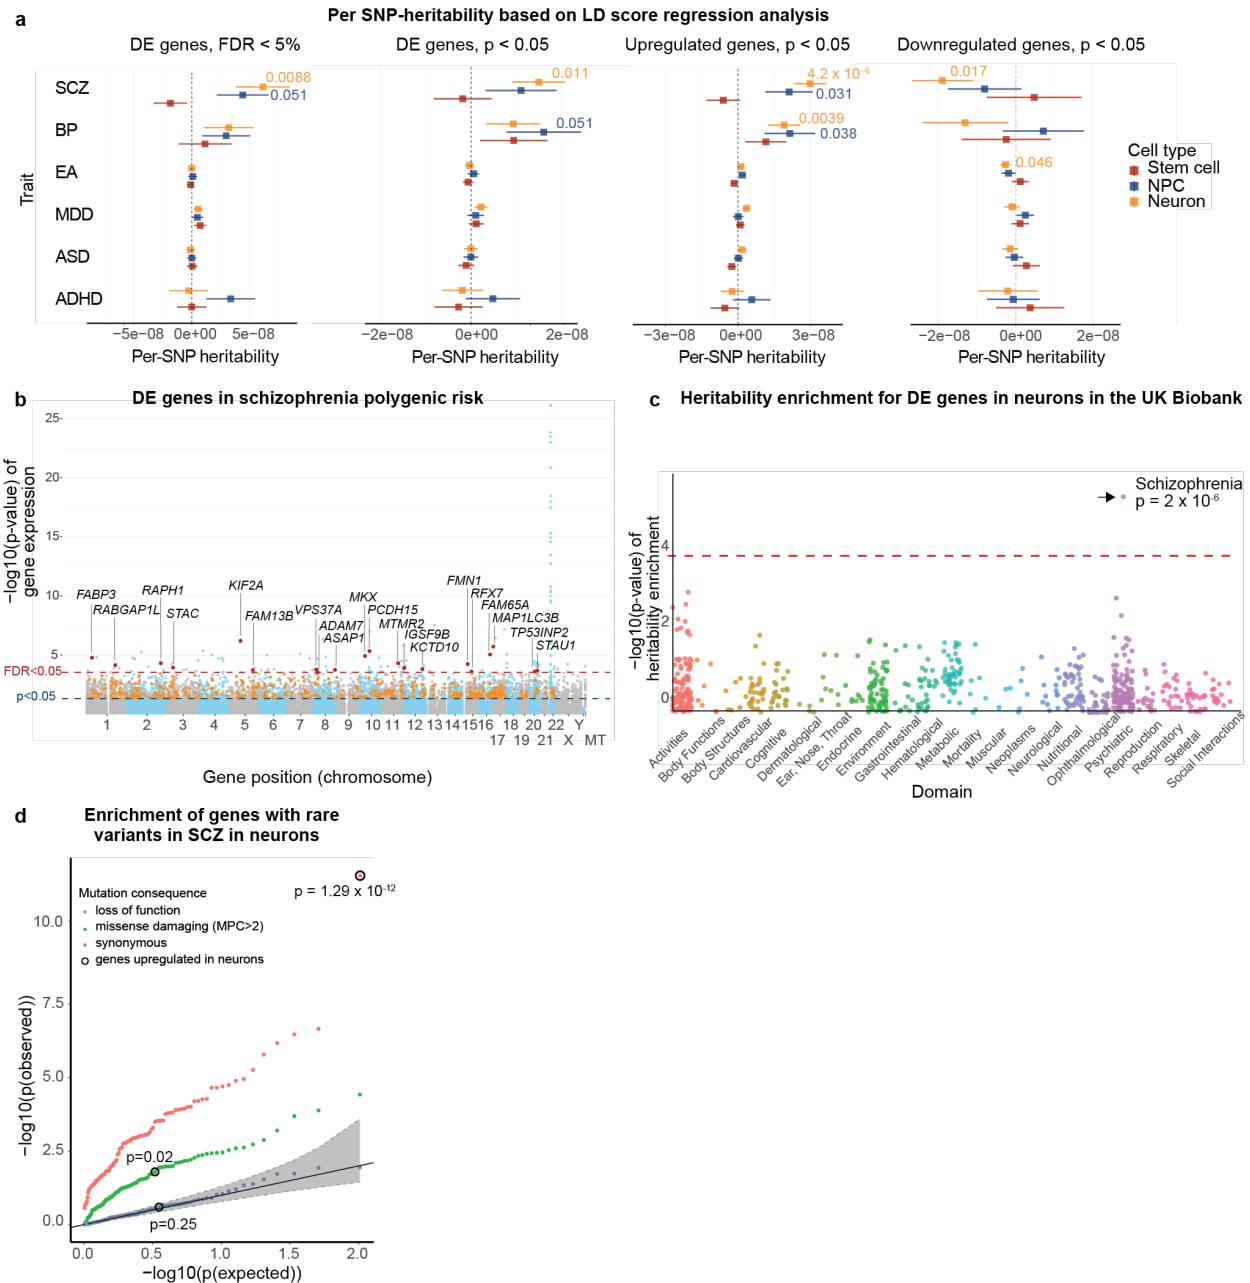 a
Per SNP-heritability based on LD score regression analysis
DE genes, FDR < 5%
DE genes, p < 0.05
Upregulated genes, p < 0.05
Downregulated genes, p < 0.05
Trait
SCZ
BP
EA
MDD
ASD
ADHD
0.0088
0.051
0.011
0.051
4.2 x 10⁻⁶
0.031
0.0039
0.038
0.017
0.046
Cell type
Stem cell
NPC
Neuron
−5e−08 0e+00 5e−08
−2e−08 0e+00 2e−08
−3e−08 0e+00 3e−08
−2e−08 0e+00 2e−08
Per-SNP heritability
Per-SNP heritability
Per-SNP heritability
Per-SNP heritability
b
DE genes in schizophrenia polygenic risk
−log10(p-value) of
gene expression
25
20
15
10
5
FDR<0.05
p<0.05
FABP3
RABGAP1L
RAPH1
STAC
KIF2A
FAM13B
VPS37A
ADAM7
ASAP1
MKX
PCDH15
MTMR2
IGSF9B
KCTD10
FMN1
RFX7
FAM65A
MAP1LC3B
TP53INP2
STAU1
1 2 3 4 5 6 7 8 9 10 11 12 13 14 15 16 18 20 22 Y
17 19 21 X MT
Gene position (chromosome)
c
Heritability enrichment for DE genes in neurons in the UK Biobank
−log10(p-value) of
heritability enrichment
4
2
0
Schizophrenia
p = 2 x 10⁻⁶
Activities
Body Functions
Body Structures
Cardiovascular
Cognitive
Dermatological
Ear, Nose, Throat
Endocrine
Environment
Gastrointestinal
Hematological
Metabolic
Mortality
Muscular
Neoplasms
Neurological
Nutritional
Ophthalmological
Psychiatric
Reproduction
Respiratory
Skeletal
Social Interactions
Domain
d
Enrichment of genes with rare
variants in SCZ in neurons
−log10(p(observed))
10.0
7.5
5.0
2.5
0.0
p = 1.29 x 10⁻¹²
Mutation consequence
loss of function
missense damaging (MPC>2)
synonymous
genes upregulated in neurons
p=0.02
p=0.25
0.0 0.5 1.0 1.5 2.0
−log10(p(expected))